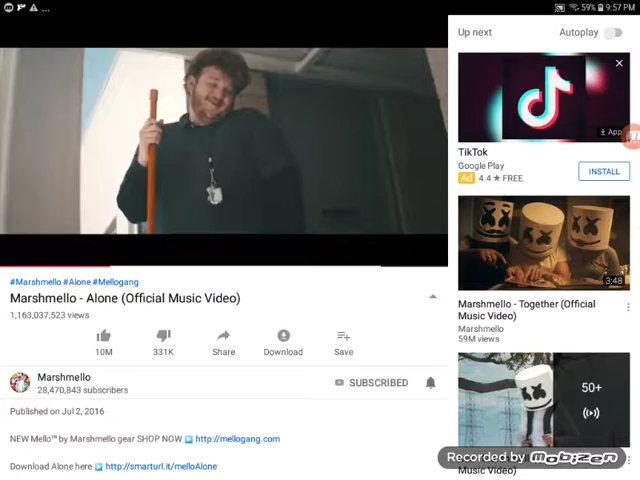 59% 9:57 PM
Up next
Autoplay
App
TikTok
Google Play
Ad 4.4 ★ FREE
INSTALL
3:48
Marshmello - Together (Official Music Video)
Marshmello
59M views
50+
Music Video)
#Marshmello #Alone #Mellogang
Marshmello - Alone (Official Music Video)
1,163,037,523 views
10M
331K
Share
Download
Save
Marshmello
28,470,843 subscribers
SUBSCRIBED
Published on Jul 2, 2016
NEW Mello™ by Marshmello gear SHOP NOW ▶ http://mellogang.com
Download Alone here ▶ http://smarturl.it/melloAlone
Recorded by Mobizen